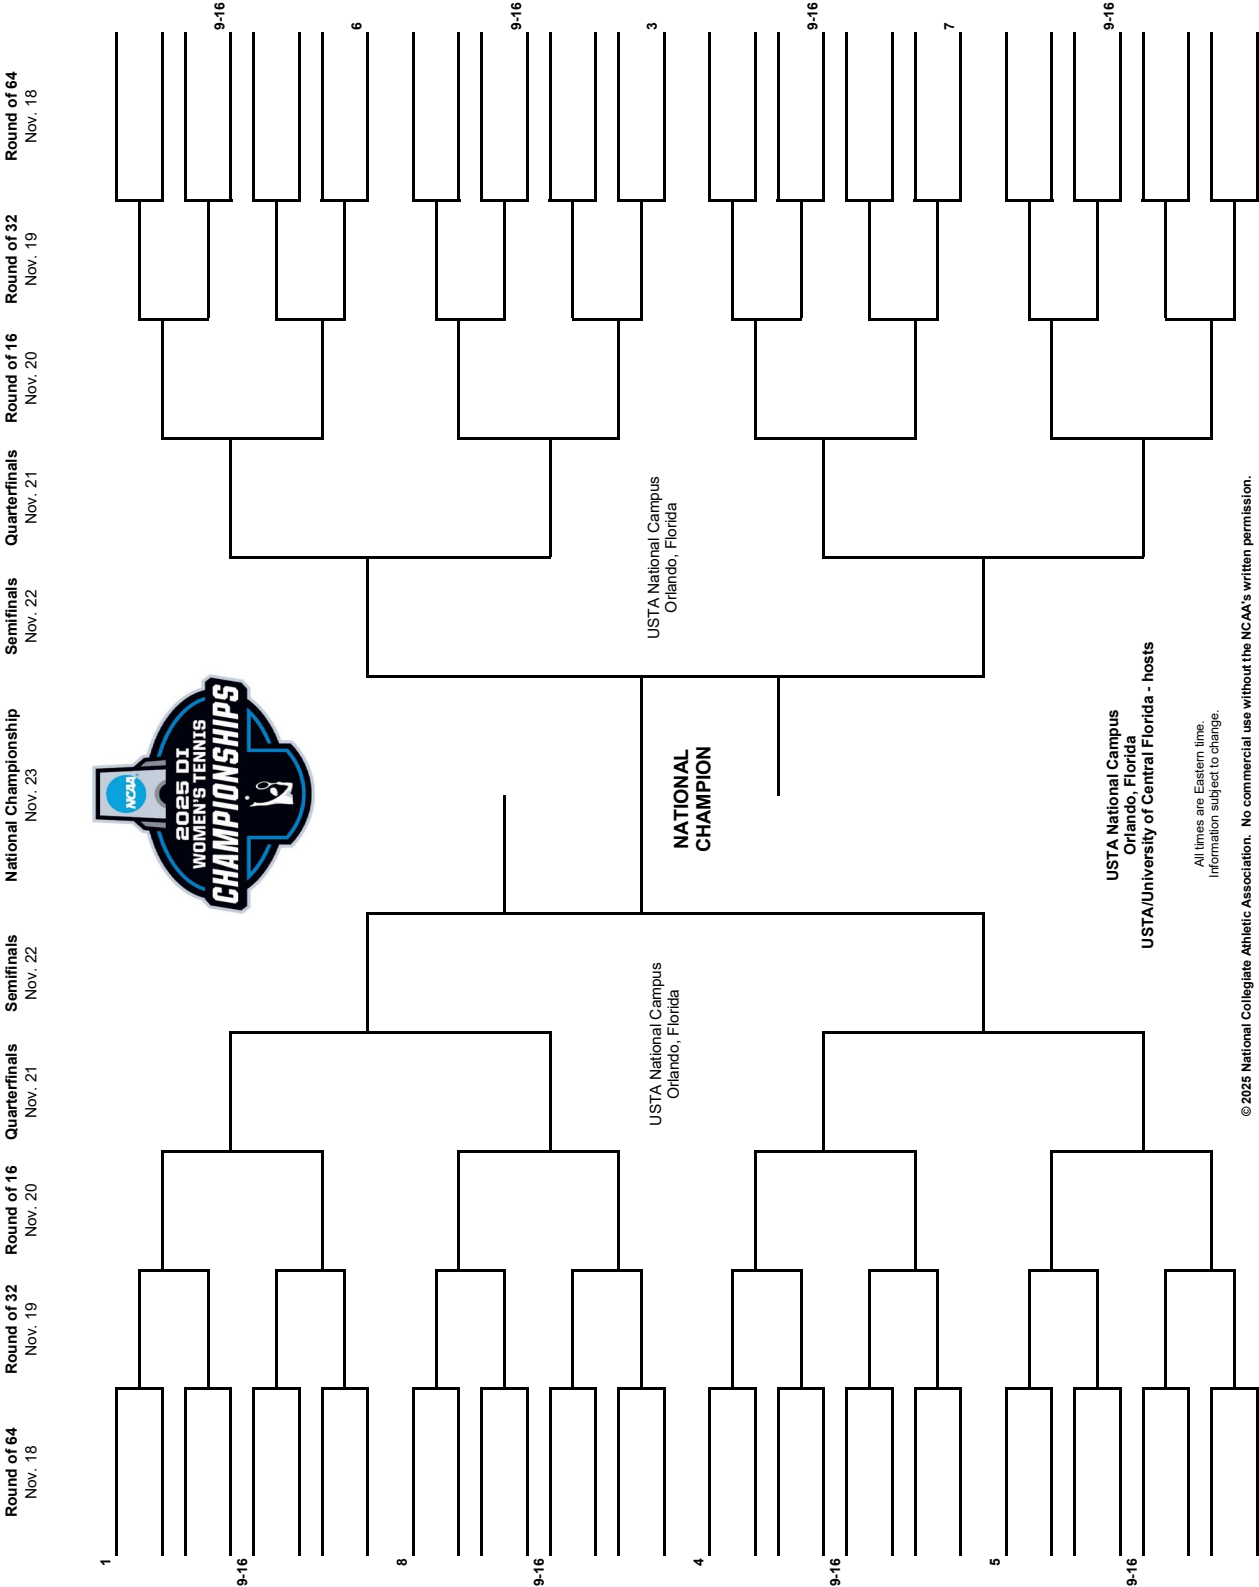 Round of 64
Nov. 18
Round of 32
Nov. 19
Round of 16
Nov. 20
Quarterfinals
Nov. 21
Semifinals
Nov. 22
National Championship
Nov. 23
Semifinals
Nov. 22
Quarterfinals
Nov. 21
Round of 16
Nov. 20
Round of 32
Nov. 19
Round of 64
Nov. 18
NCAA
2025 DI
WOMEN'S TENNIS
CHAMPIONSHIPS
1
9-16
8
9-16
4
9-16
5
9-16
USTA National Campus
Orlando, Florida
NATIONAL
CHAMPION
USTA National Campus
Orlando, Florida
9-16
6
9-16
3
9-16
7
9-16
USTA National Campus
Orlando, Florida
USTA/University of Central Florida - hosts
All times are Eastern time.
Information subject to change.
© 2025 National Collegiate Athletic Association. No commercial use without the NCAA's written permission.